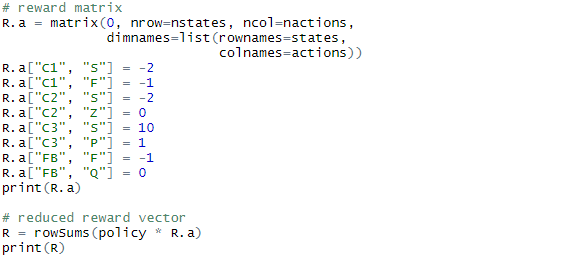 # reward matrix
R.a = matrix(0, nrow=nstates, ncol=nactions,
             dimnames=list(rownames=states,
                           colnames=actions))
R.a["C1", "S"] = -2
R.a["C1", "F"] = -1
R.a["C2", "S"] = -2
R.a["C2", "Z"] = 0
R.a["C3", "S"] = 10
R.a["C3", "P"] = 1
R.a["FB", "F"] = -1
R.a["FB", "Q"] = 0
print(R.a)

# reduced reward vector
R = rowSums(policy * R.a)
print(R)